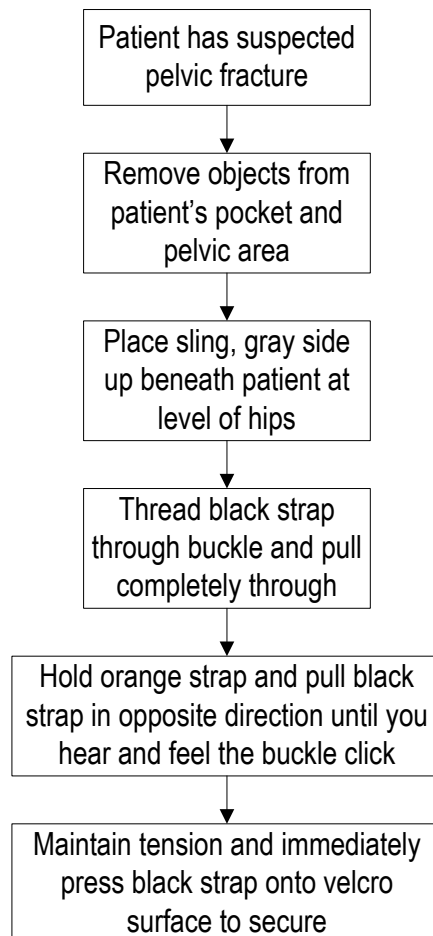 Patient has suspected
pelvic fracture
Remove objects from
patient’s pocket and
pelvic area
Place sling, gray side
up beneath patient at
level of hips
Thread black strap
through buckle and pull
completely through
Hold orange strap and pull black
strap in opposite direction until you
hear and feel the buckle click
Maintain tension and immediately
press black strap onto velcro
surface to secure